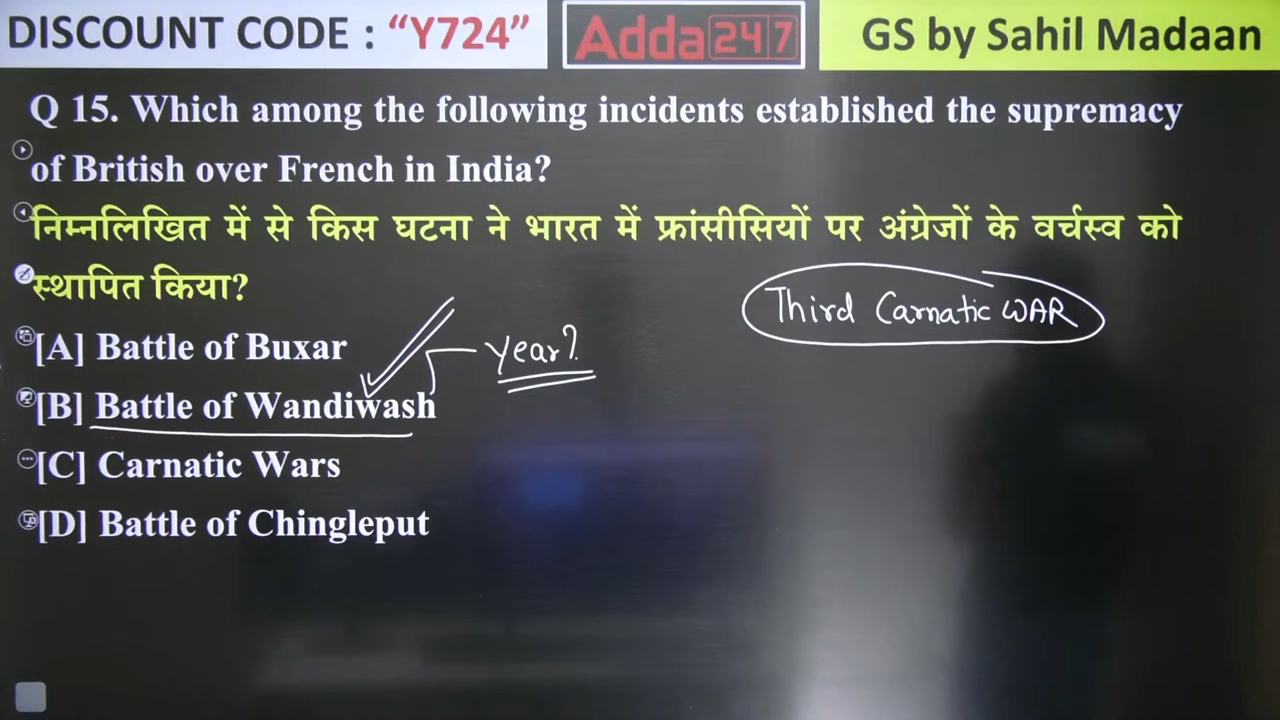 DISCOUNT CODE : “Y724”
Adda 247
GS by Sahil Madaan
Q 15. Which among the following incidents established the supremacy
of British over French in India?
निम्नलिखित में से किस घटना ने भारत में फ्रांसीसियों पर अंग्रेजों के वर्चस्व को
स्थापित किया?
Third Carnatic WAR
[A] Battle of Buxar
year?
[B] Battle of Wandiwash
[C] Carnatic Wars
[D] Battle of Chingleput